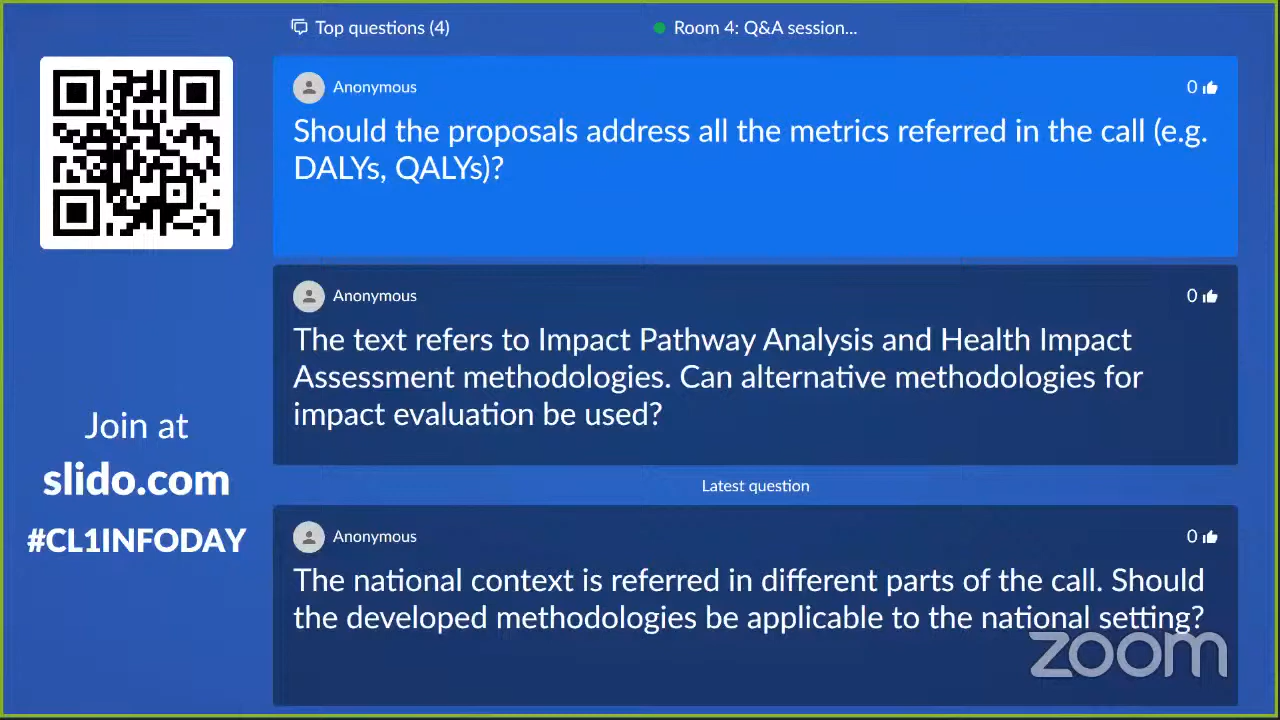 Top questions (4)
Room 4: Q&A session...
Anonymous
0
Should the proposals address all the metrics referred in the call (e.g.
DALYs, QALYs)?
Anonymous
0
The text refers to Impact Pathway Analysis and Health Impact
Assessment methodologies. Can alternative methodologies for
impact evaluation be used?
Join at
slido.com
#CL1INFODAY
Latest question
Anonymous
0
The national context is referred in different parts of the call. Should
the developed methodologies be applicable to the national setting?
zoom